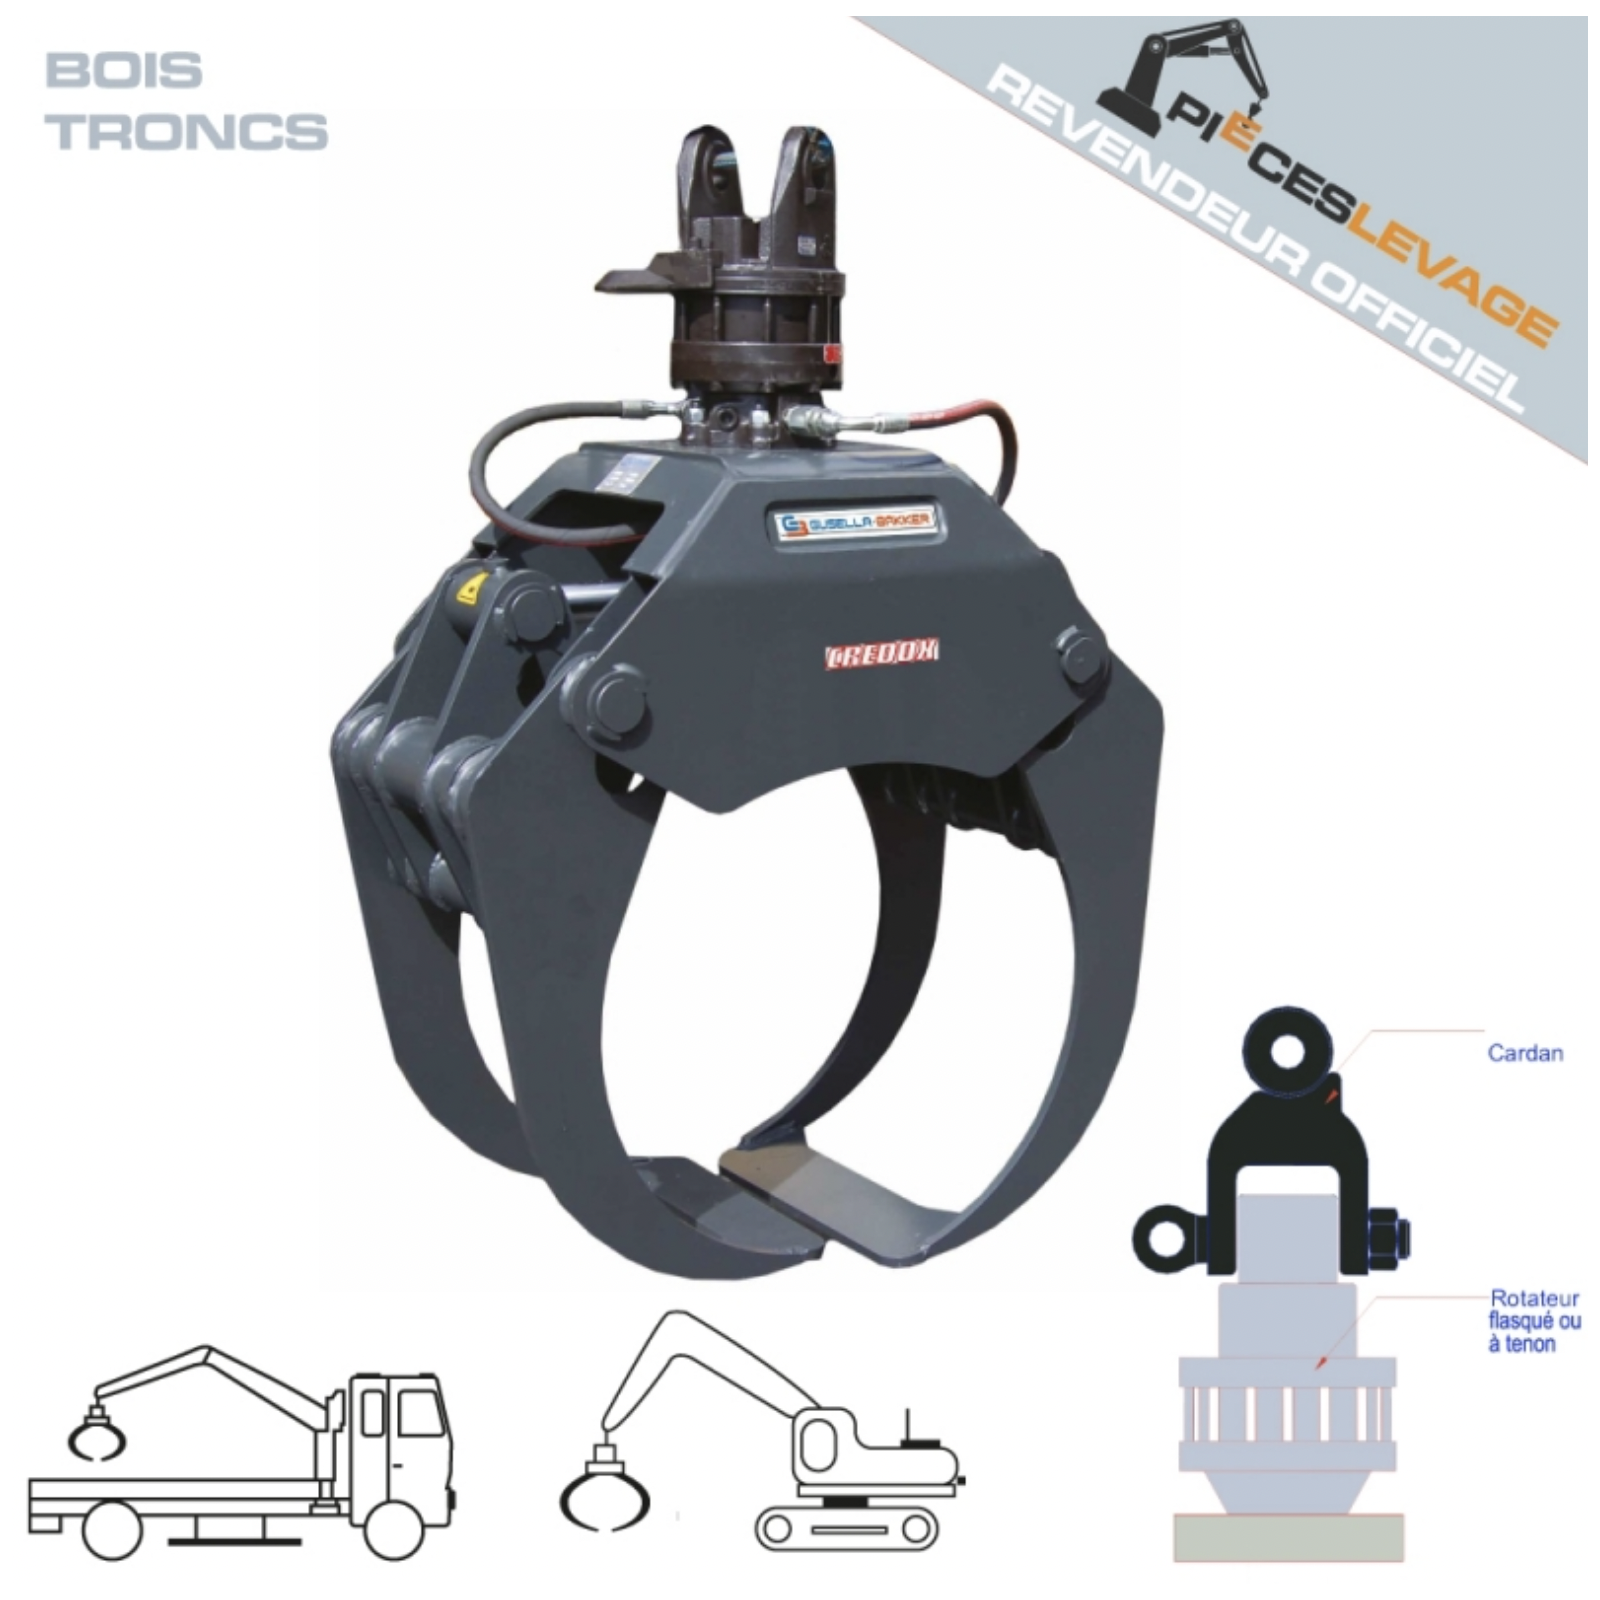 BOIS
TRONCS
PIÈCESLEVAGE
REVENDEUR OFFICIEL
GUSELLA-BAKKER
CREDOX
Cardan
Rotateur
flasqué ou
à tenon